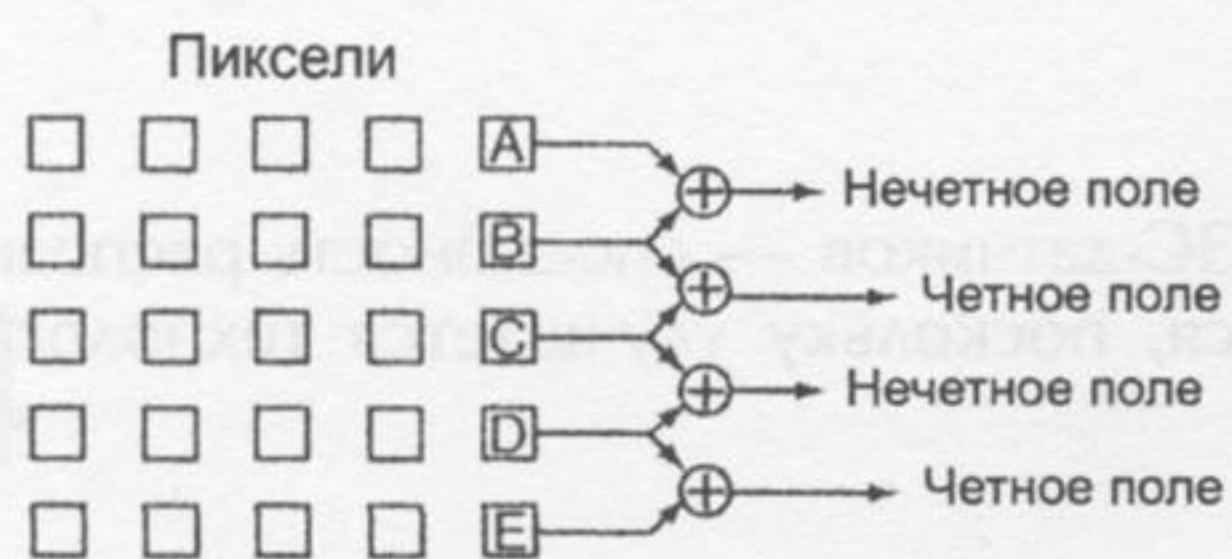 Пиксели
A
Нечетное поле
B
Четное поле
C
Нечетное поле
D
Четное поле
E